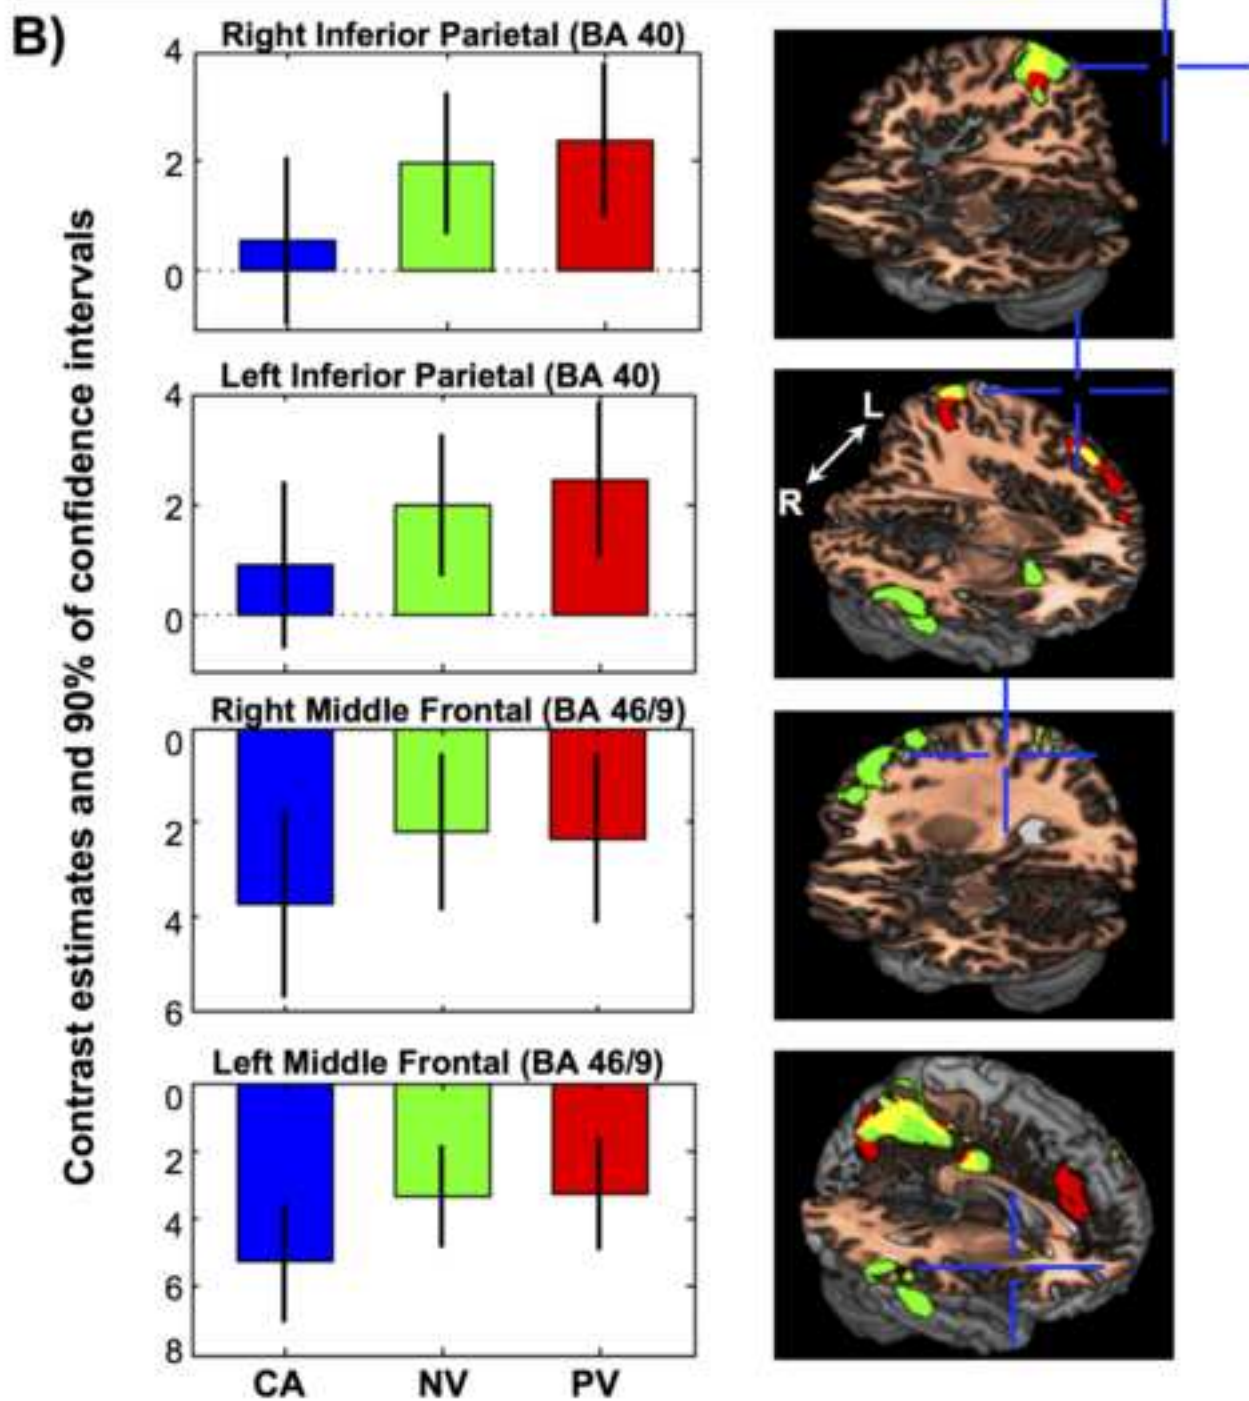 B)
Contrast estimates and 90% of confidence intervals
Right Inferior Parietal (BA 40)
4
2
0
Left Inferior Parietal (BA 40)
4
2
0
L
R
Right Middle Frontal (BA 46/9)
0
2
4
6
Left Middle Frontal (BA 46/9)
0
2
4
6
8
CA NV PV